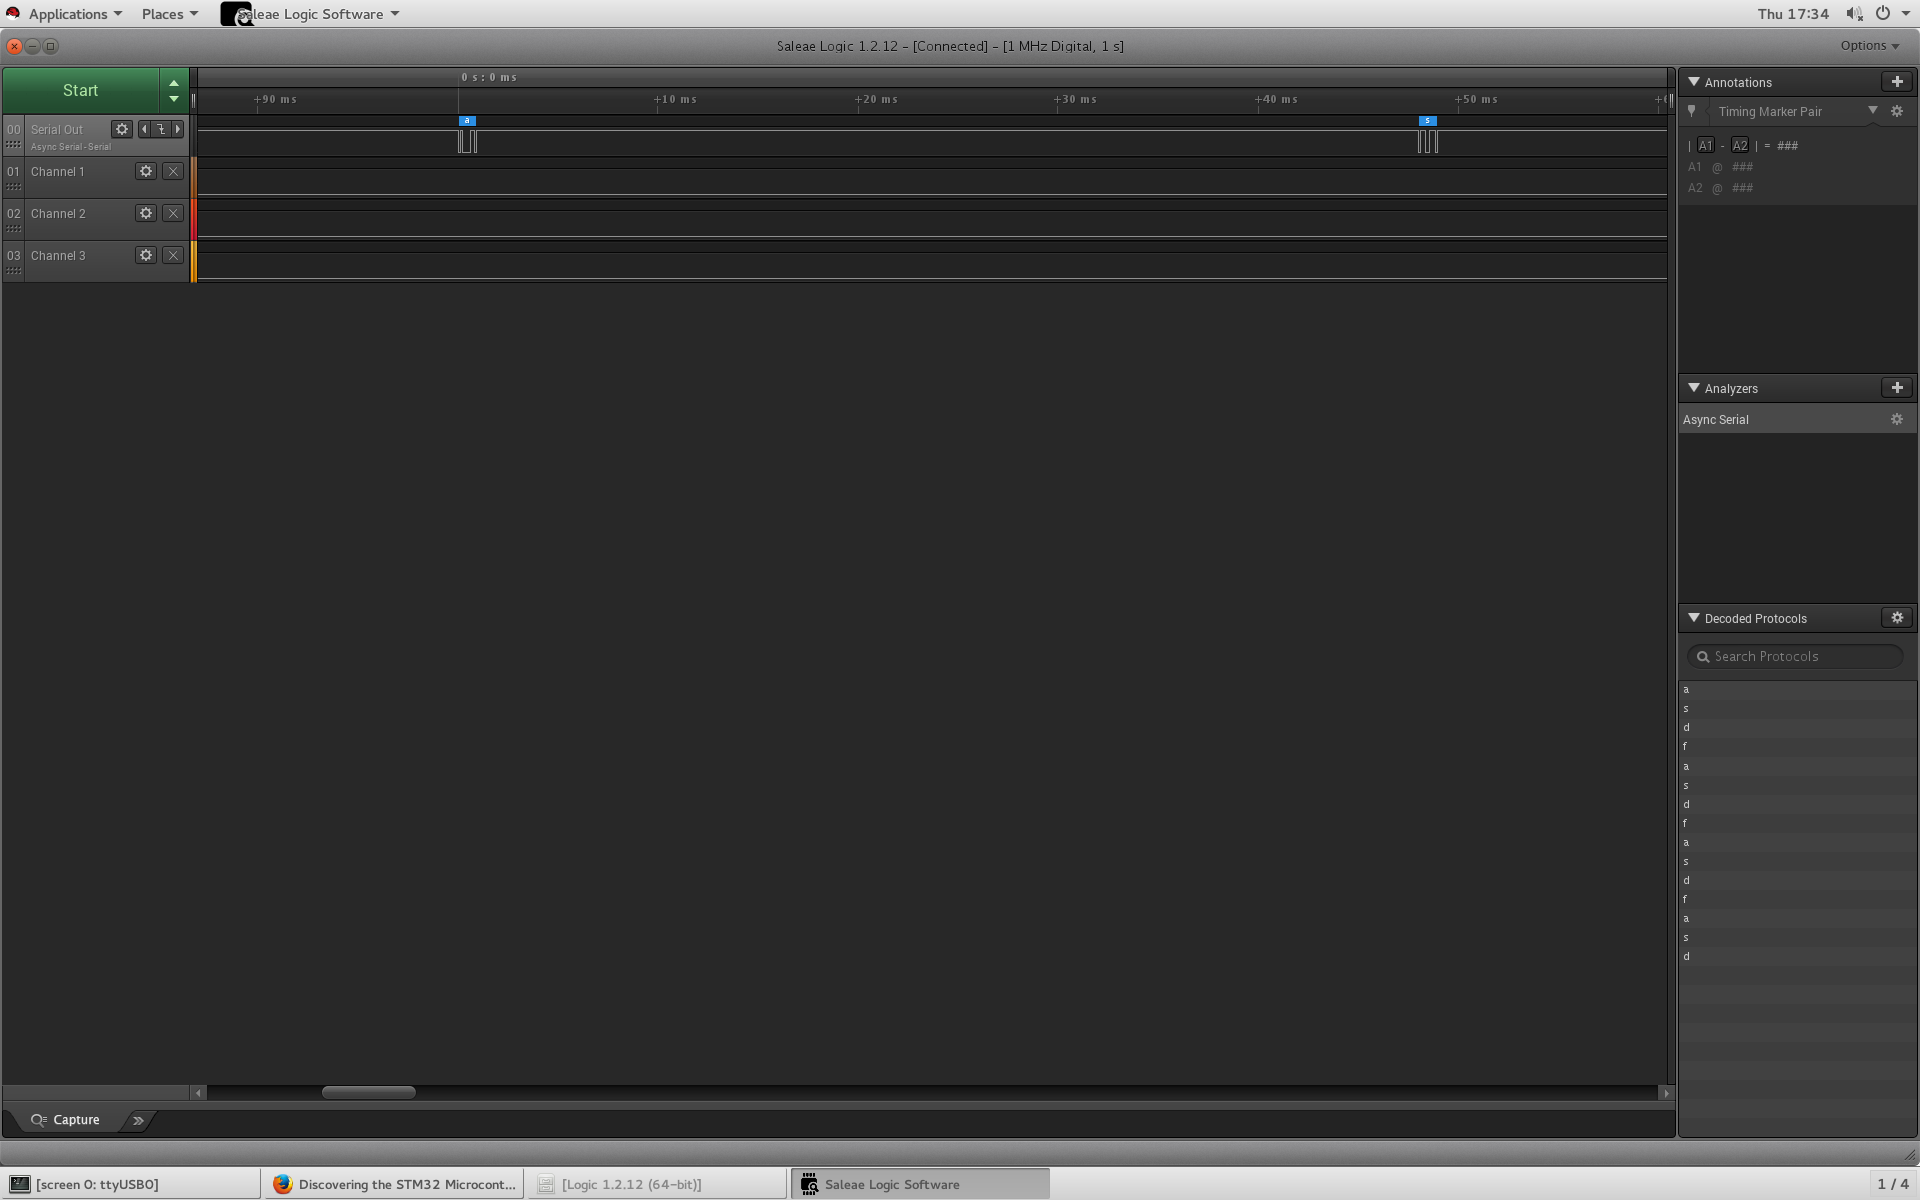 Applications Places Saleae Logic Software Thu 17:34
Saleae Logic 1.2.12 - [Connected] - [1 MHz Digital, 1 s] Options
Start
0 s : 0 ms
+90 ms +10 ms +20 ms +30 ms +40 ms +50 ms
00 Serial Out
Async Serial - Serial
a s
01 Channel 1
02 Channel 2
03 Channel 3
Annotations
Timing Marker Pair
| A1 - A2 | = ###
A1 @ ###
A2 @ ###
Analyzers
Async Serial
Decoded Protocols
Search Protocols
a
s
d
f
a
s
d
f
a
s
d
f
a
s
d
Capture
[screen 0: ttyUSB0] Discovering the STM32 Microcont... [Logic 1.2.12 (64-bit)] Saleae Logic Software 1 / 4